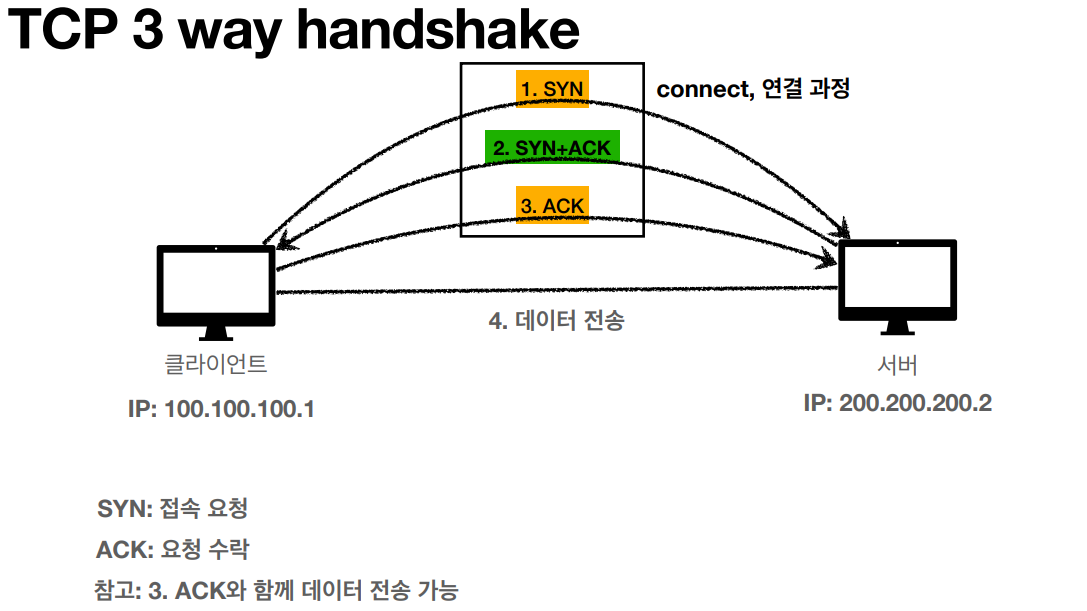 TCP 3 way handshake
1. SYN
connect, 연결 과정
2. SYN+ACK
3. ACK
4. 데이터 전송
클라이언트
서버
IP: 100.100.100.1
IP: 200.200.200.2
SYN: 접속 요청
ACK: 요청 수락
참고: 3. ACK와 함께 데이터 전송 가능